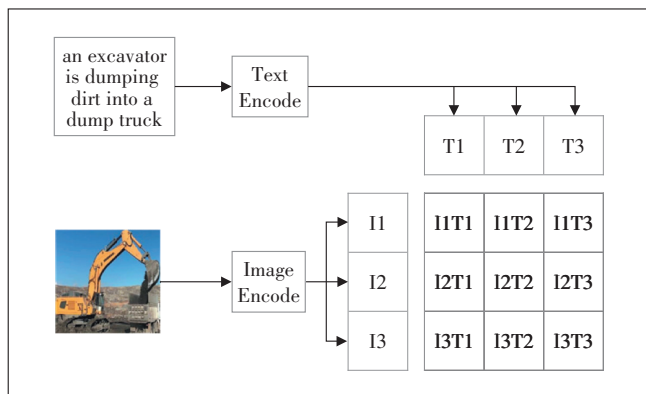 an excavator
is dumping
dirt into a
dump truck
Text
Encode
T1 T2 T3
Image
Encode
I1
I2
I3
I1T1 I1T2 I1T3
I2T1 I2T2 I2T3
I3T1 I3T2 I3T3